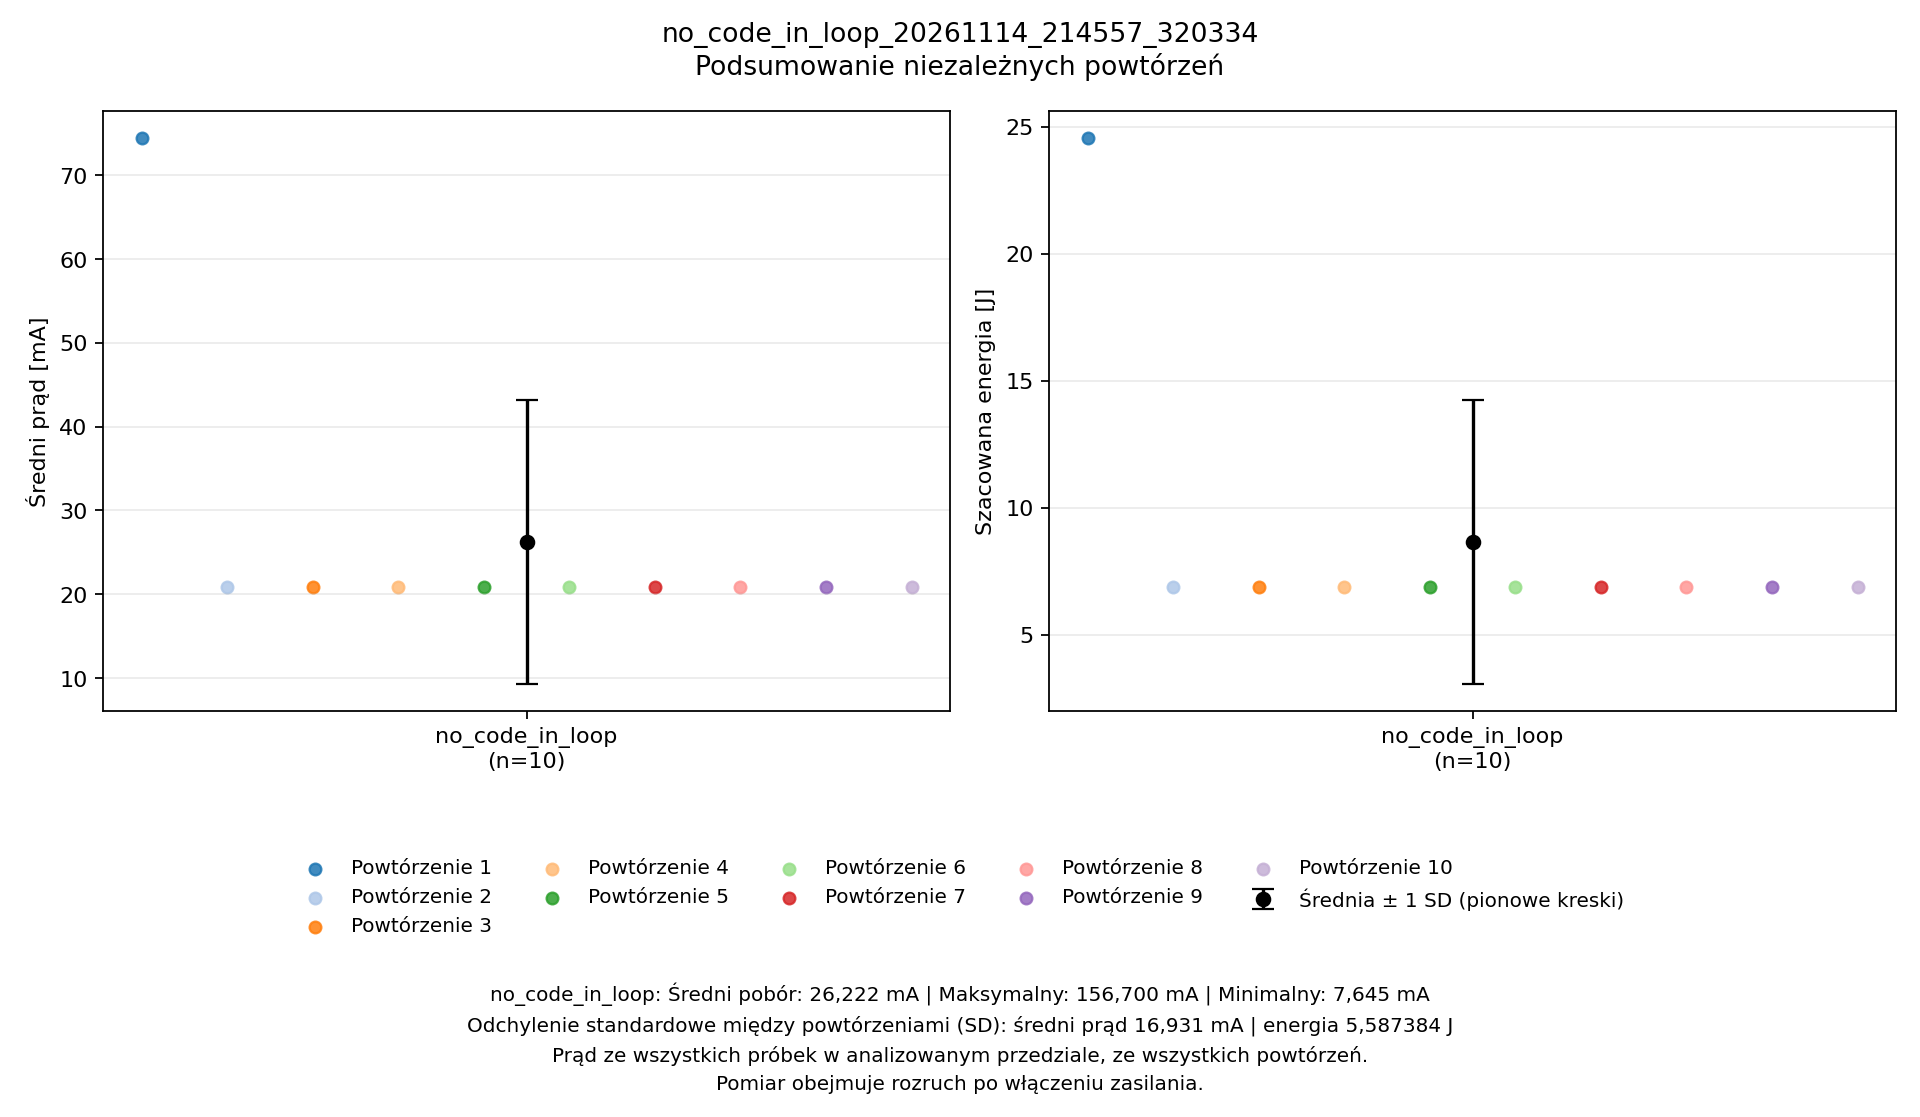 no_code_in_loop_20261114_214557_320334
Podsumowanie niezależnych powtórzeń
Średni prąd [mA]
70
60
50
40
30
20
10
no_code_in_loop
(n=10)
Szacowana energia [J]
25
20
15
10
5
no_code_in_loop
(n=10)
Powtórzenie 1
Powtórzenie 2
Powtórzenie 3
Powtórzenie 4
Powtórzenie 5
Powtórzenie 6
Powtórzenie 7
Powtórzenie 8
Powtórzenie 9
Powtórzenie 10
Średnia ± 1 SD (pionowe kreski)
no_code_in_loop: Średni pobór: 26,222 mA | Maksymalny: 156,700 mA | Minimalny: 7,645 mA
Odchylenie standardowe między powtórzeniami (SD): średni prąd 16,931 mA | energia 5,587384 J
Prąd ze wszystkich próbek w analizowanym przedziale, ze wszystkich powtórzeń.
Pomiar obejmuje rozruch po włączeniu zasilania.